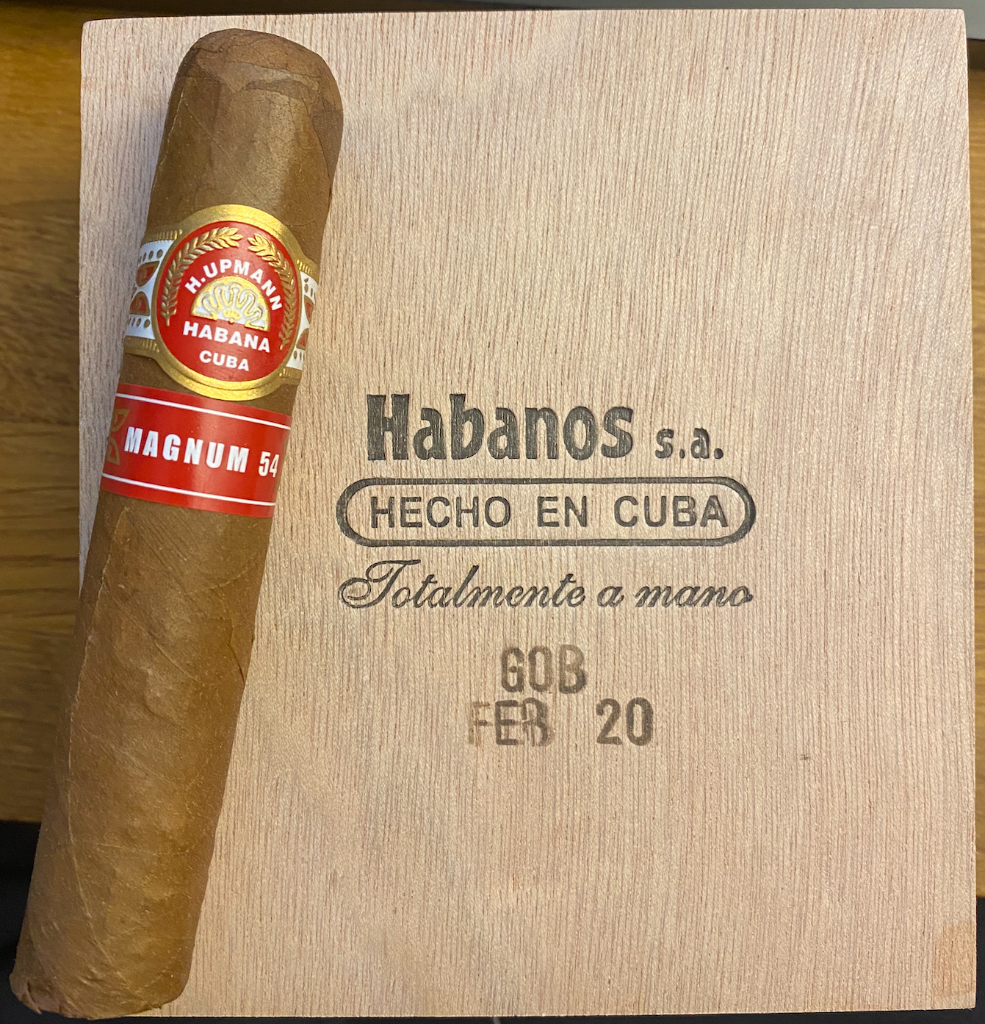 H.UPMANN
HABANA
CUBA
MAGNUM 54
Habanos s.a.
HECHO EN CUBA
Totalmente a mano
GOB
FEB 20